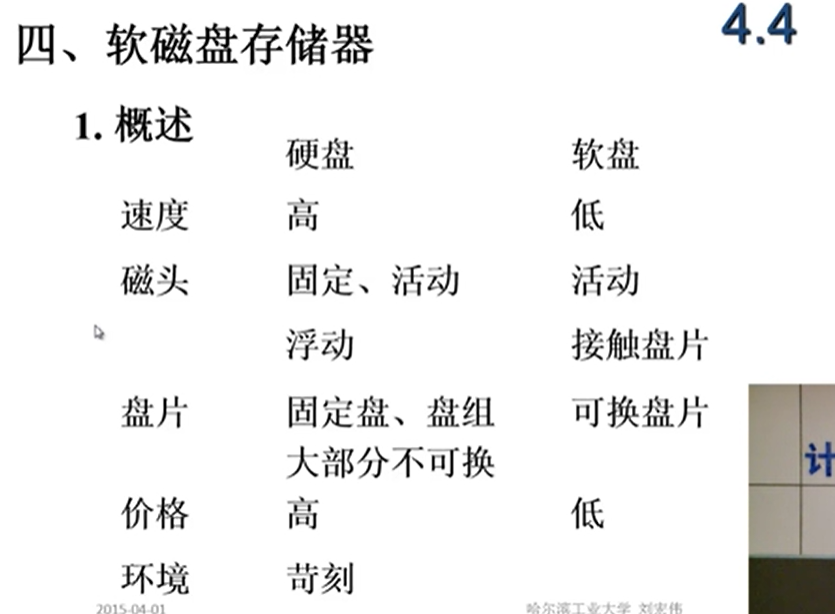 四、软磁盘存储器
4.4
1. 概述
硬盘 软盘
速度 高 低
磁头 固定、活动 活动
浮动 接触盘片
盘片 固定盘、盘组 可换盘片
大部分不可换
计
价格 高 低
环境 苛刻
2015-04-01 哈尔滨工业大学 刘宏伟